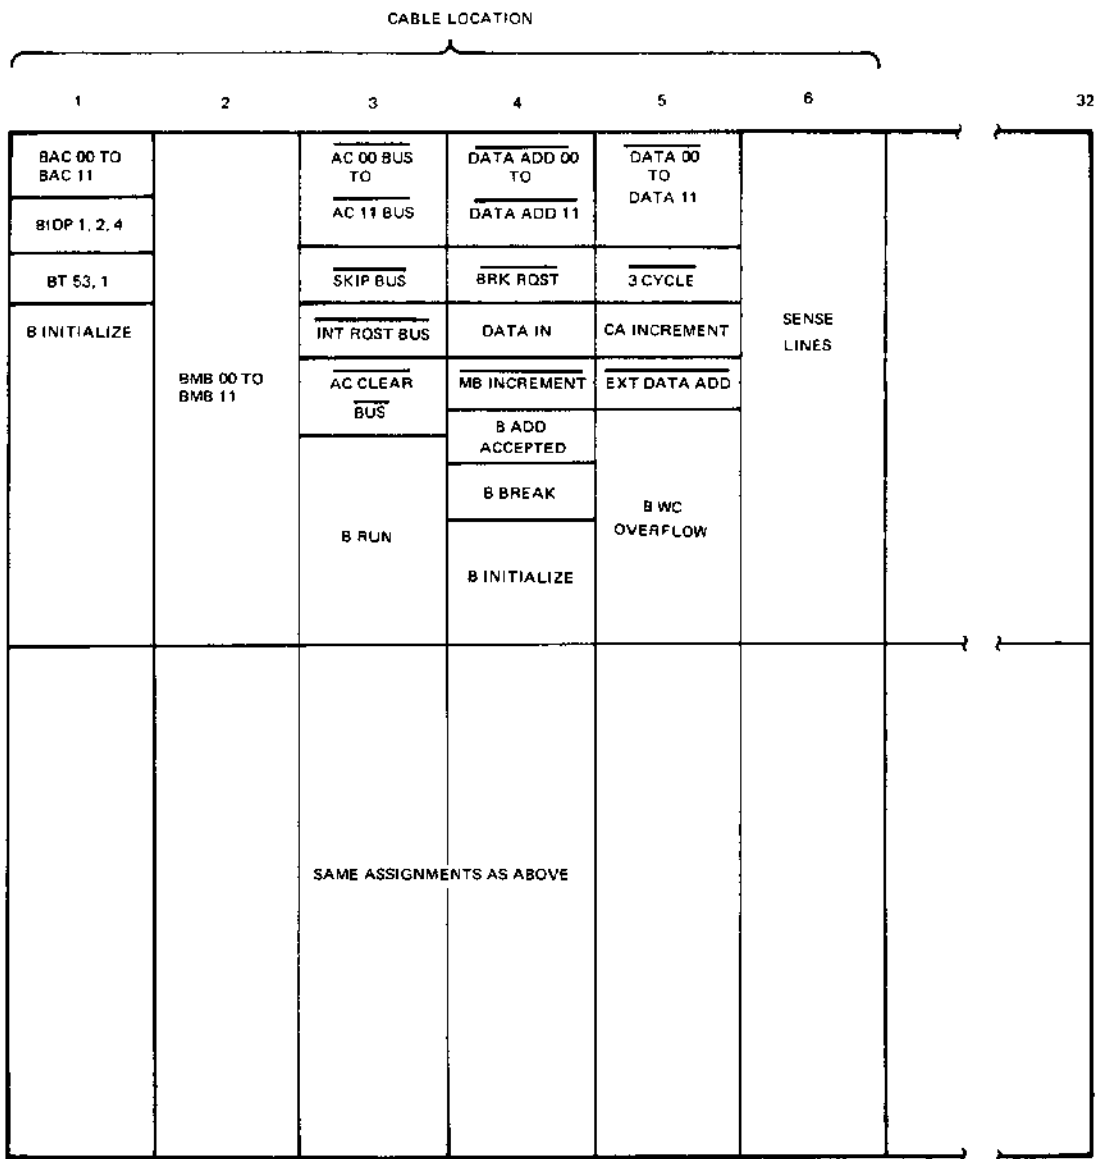 CABLE LOCATION
1 2 3 4 5 6 32
BAC 00 TO
BAC 11
BIOP 1, 2, 4
BT 53, 1
B INITIALIZE
BMB 00 TO
BMB 11
AC 00 BUS
TO
AC 11 BUS
SKIP BUS
INT RQST BUS
AC CLEAR
BUS
B RUN
DATA ADD 00
TO
DATA ADD 11
BRK RQST
DATA IN
MB INCREMENT
B ADD
ACCEPTED
B BREAK
B INITIALIZE
DATA 00
TO
DATA 11
3 CYCLE
CA INCREMENT
EXT DATA ADD
B WC
OVERFLOW
SENSE
LINES
SAME ASSIGNMENTS AS ABOVE